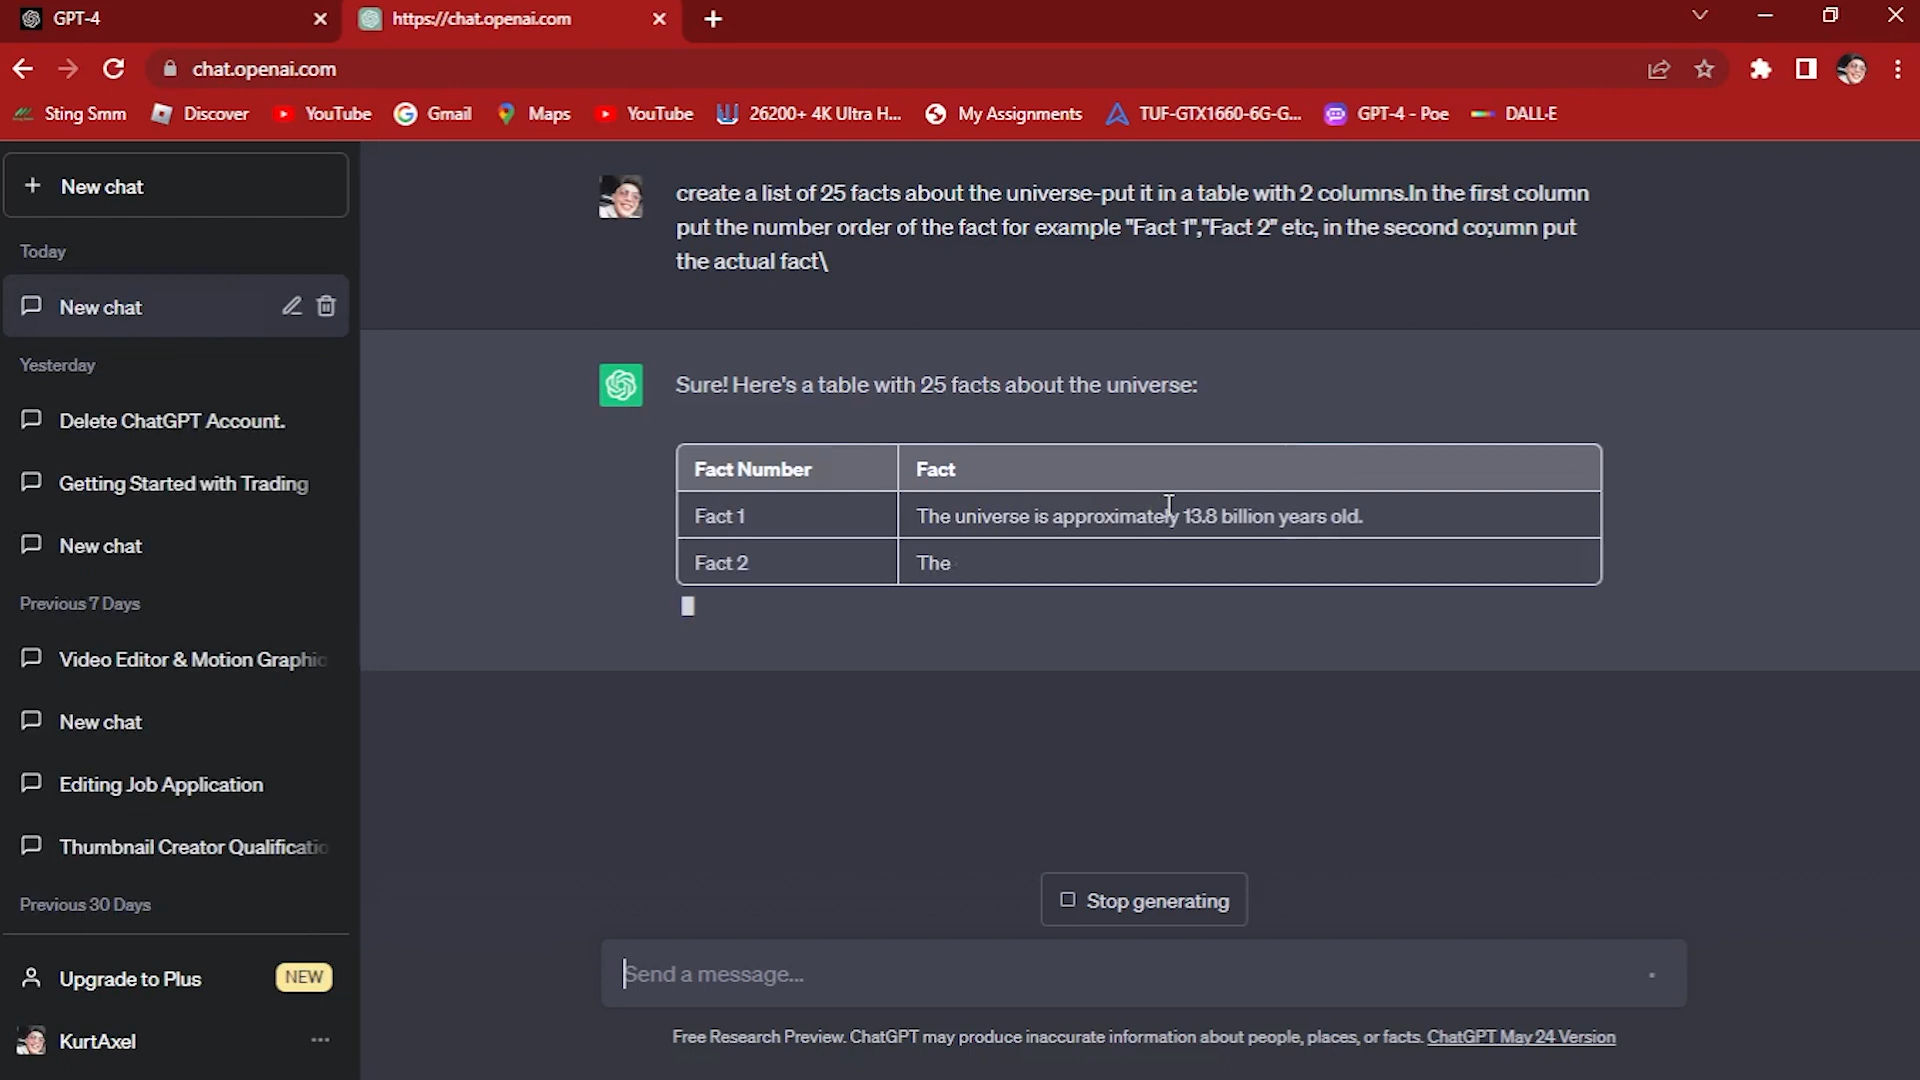 GPT-4
https://chat.openai.com
chat.openai.com
Sting Smm
Discover
YouTube
Gmail
Maps
YouTube
26200+ 4K Ultra H...
My Assignments
TUF-GTX1660-6G-G...
GPT-4 - Poe
DALL·E
+ New chat
Today
New chat
Yesterday
Delete ChatGPT Account.
Getting Started with Trading
New chat
Previous 7 Days
Video Editor & Motion Graphic
New chat
Editing Job Application
Thumbnail Creator Qualificatio
Previous 30 Days
Upgrade to Plus NEW
KurtAxel
create a list of 25 facts about the universe-put it in a table with 2 columns.In the first column
put the number order of the fact for example "Fact 1","Fact 2" etc, in the second co;umn put
the actual fact\
Sure! Here's a table with 25 facts about the universe:
Fact Number Fact
Fact 1 The universe is approximately 13.8 billion years old.
Fact 2 The
Stop generating
Send a message...
Free Research Preview. ChatGPT may produce inaccurate information about people, places, or facts. ChatGPT May 24 Version